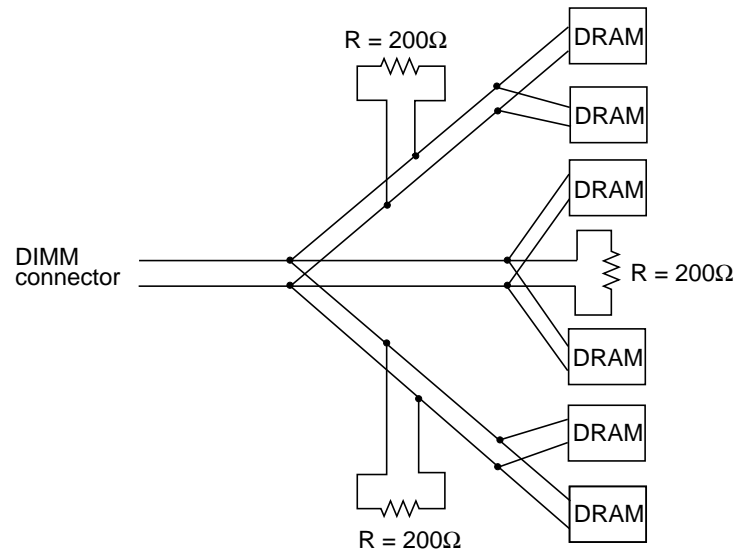 DRAM
R = 200Ω
DRAM
DRAM
DIMM
connector
R = 200Ω
DRAM
DRAM
DRAM
R = 200Ω